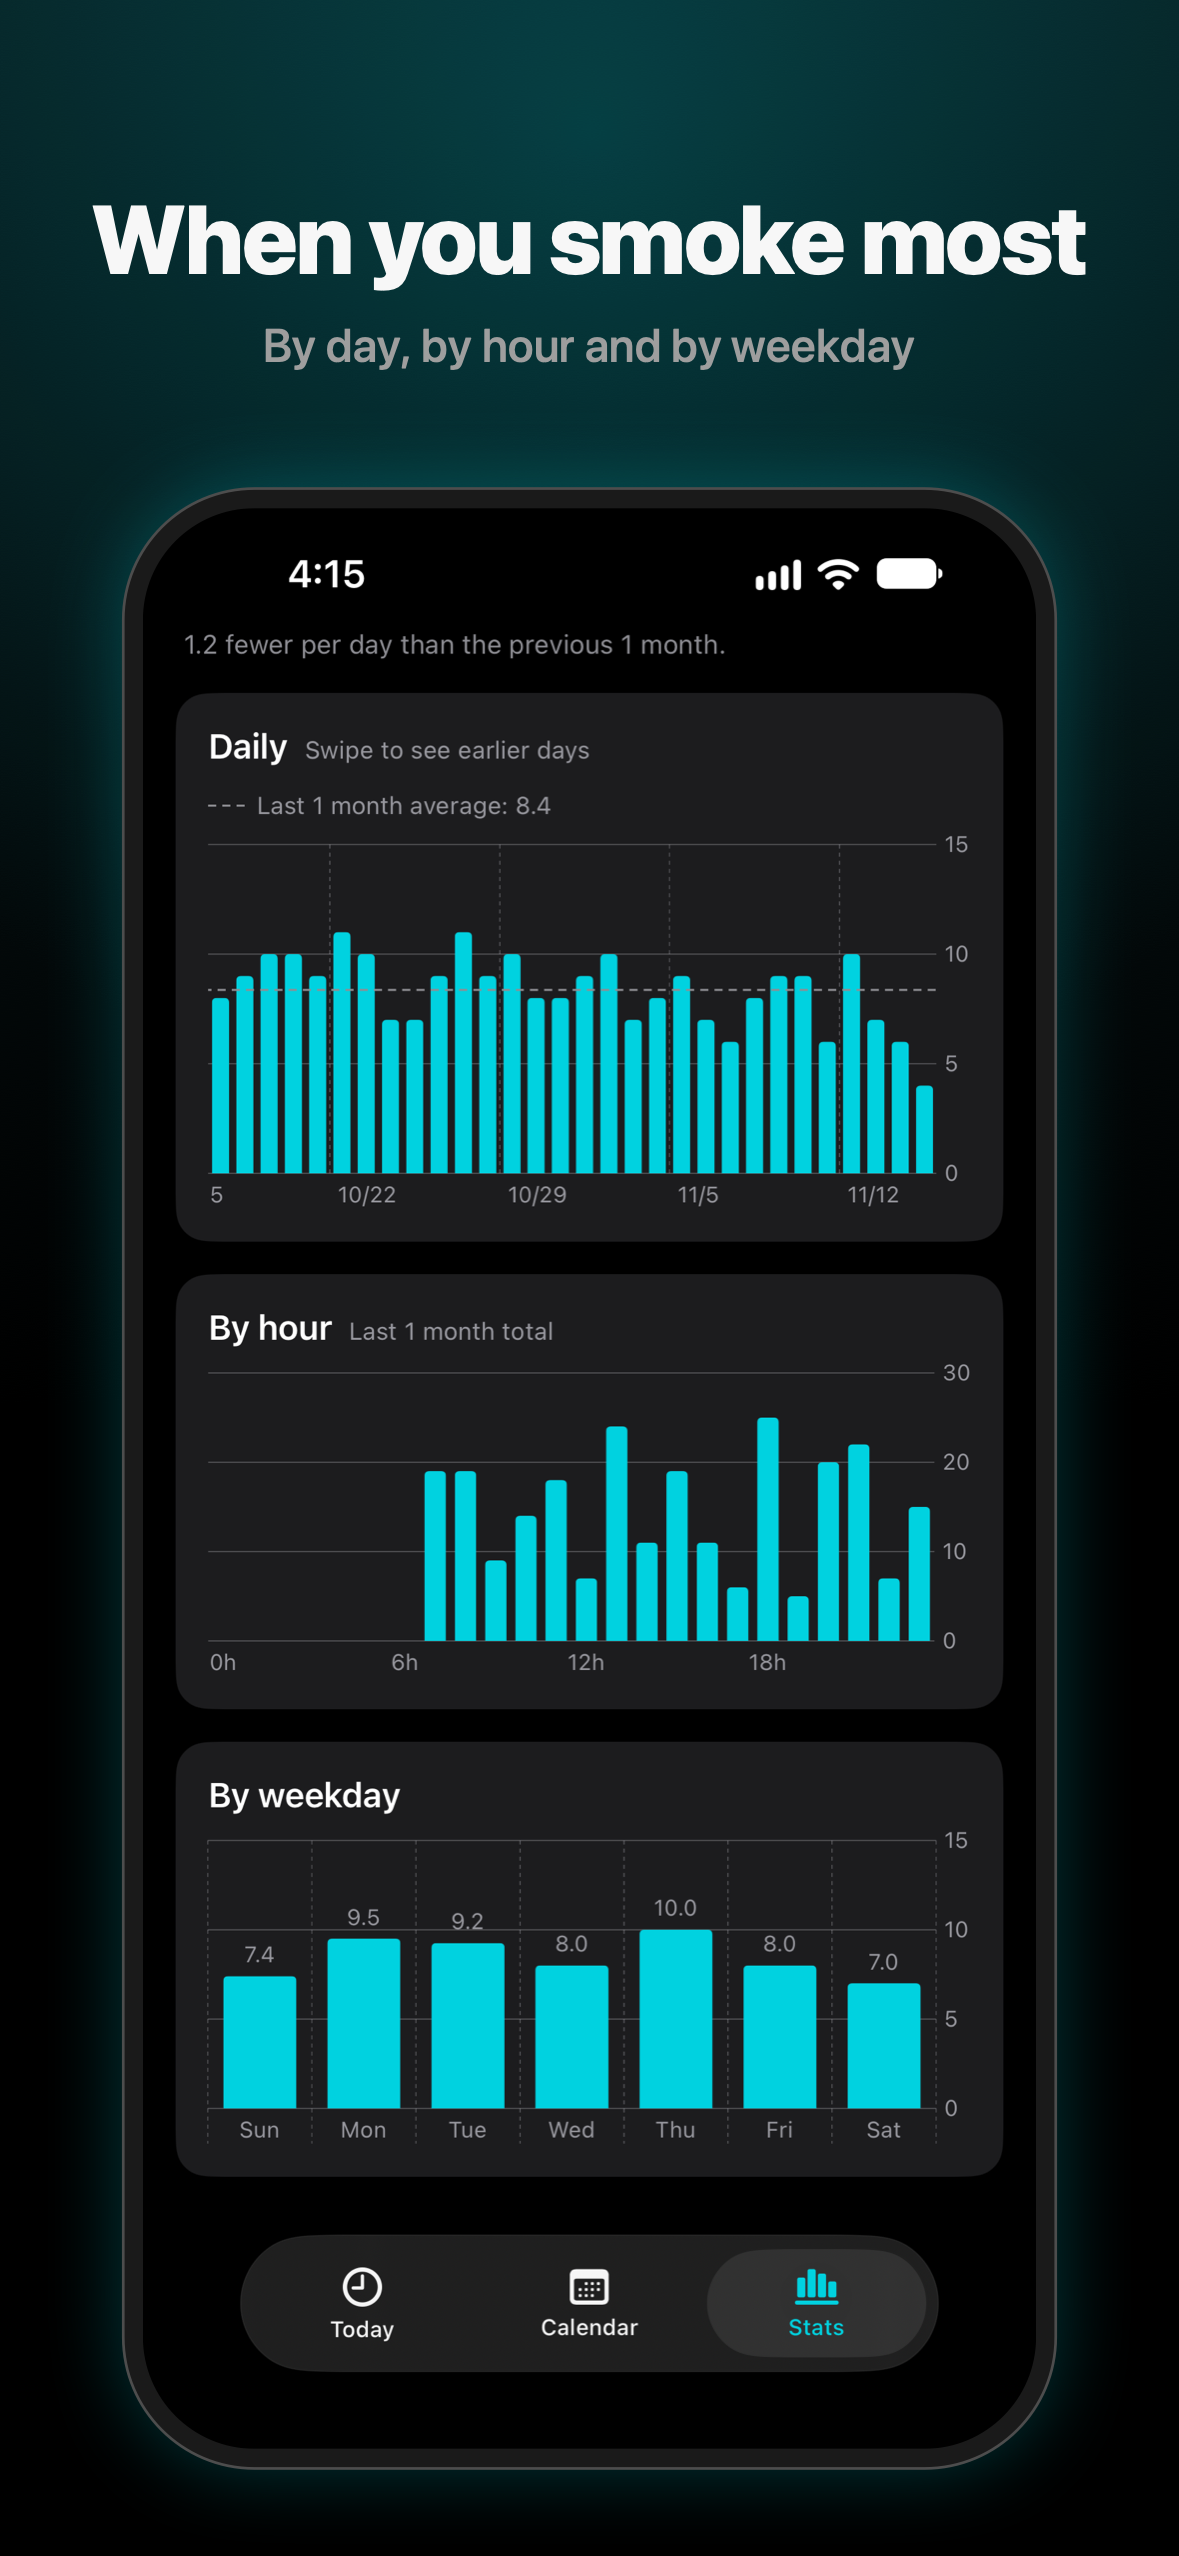 When you smoke most
By day, by hour and by weekday
4:15
1.2 fewer per day than the previous 1 month.
Daily Swipe to see earlier days
Last 1 month average: 8.4
15
10
5
0
5 10/22 10/29 11/5 11/12
By hour Last 1 month total
30
20
10
0
0h 6h 12h 18h
By weekday
15
10
5
0
7.4 9.5 9.2 8.0 10.0 8.0 7.0
Sun Mon Tue Wed Thu Fri Sat
Today Calendar Stats